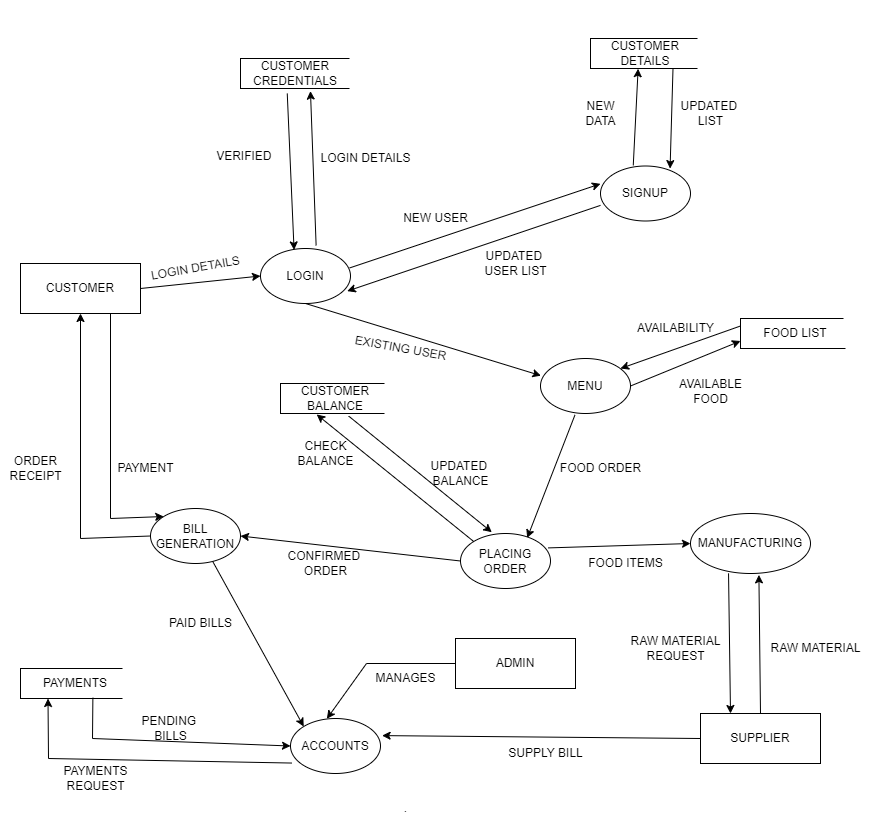 CUSTOMER
CREDENTIALS
CUSTOMER
DETAILS
NEW
DATA
UPDATED
LIST
VERIFIED
LOGIN DETAILS
SIGNUP
NEW USER
UPDATED
USER LIST
CUSTOMER
LOGIN DETAILS
LOGIN
EXISTING USER
AVAILABILITY
FOOD LIST
MENU
AVAILABLE
FOOD
CUSTOMER
BALANCE
CHECK
BALANCE
UPDATED
BALANCE
FOOD ORDER
ORDER
RECEIPT
PAYMENT
BILL
GENERATION
CONFIRMED
ORDER
PLACING
ORDER
FOOD ITEMS
MANUFACTURING
PAID BILLS
RAW MATERIAL
REQUEST
RAW MATERIAL
ADMIN
MANAGES
PAYMENTS
PENDING
BILLS
ACCOUNTS
SUPPLY BILL
SUPPLIER
PAYMENTS
REQUEST
.